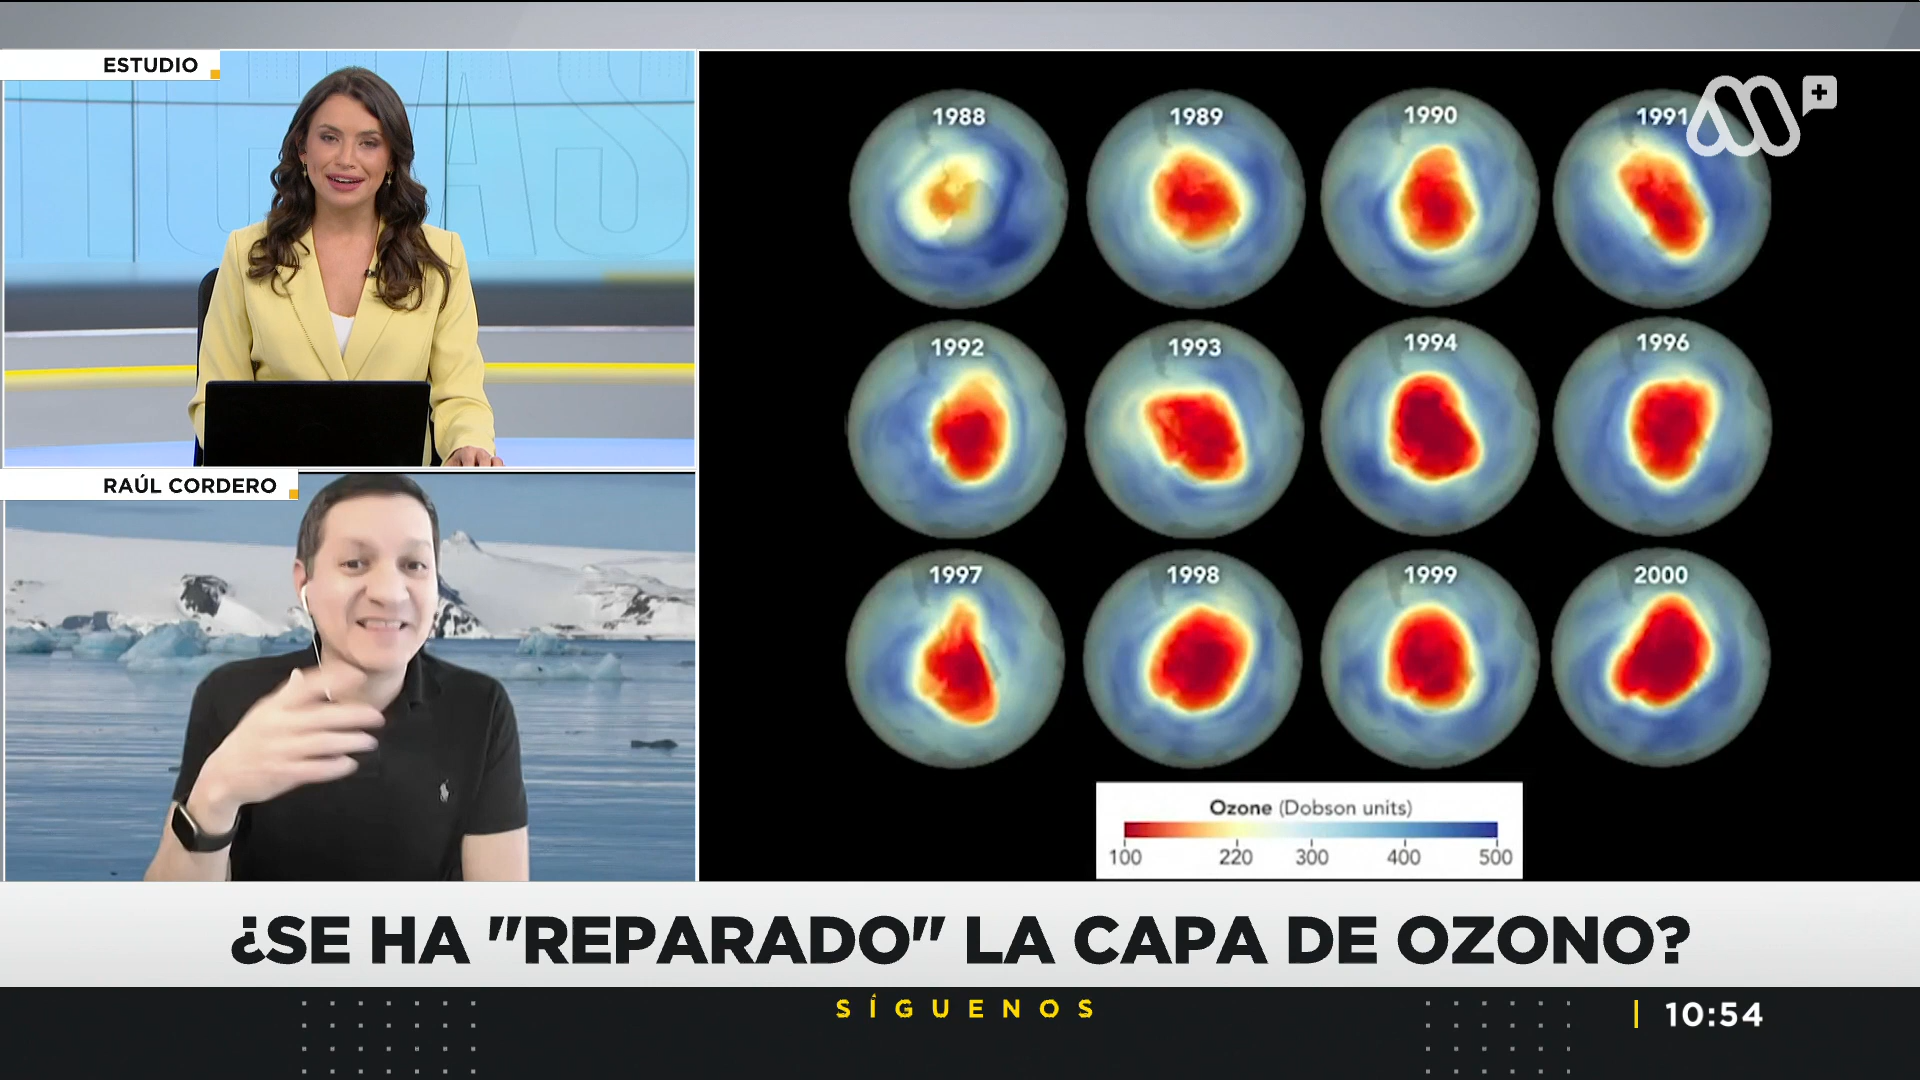 ESTUDIO
RAÚL CORDERO
1988
1989
1990
1991
1992
1993
1994
1996
1997
1998
1999
2000
Ozone (Dobson units)
100 220 300 400 500
¿SE HA "REPARADO" LA CAPA DE OZONO?
SÍGUENOS
10:54